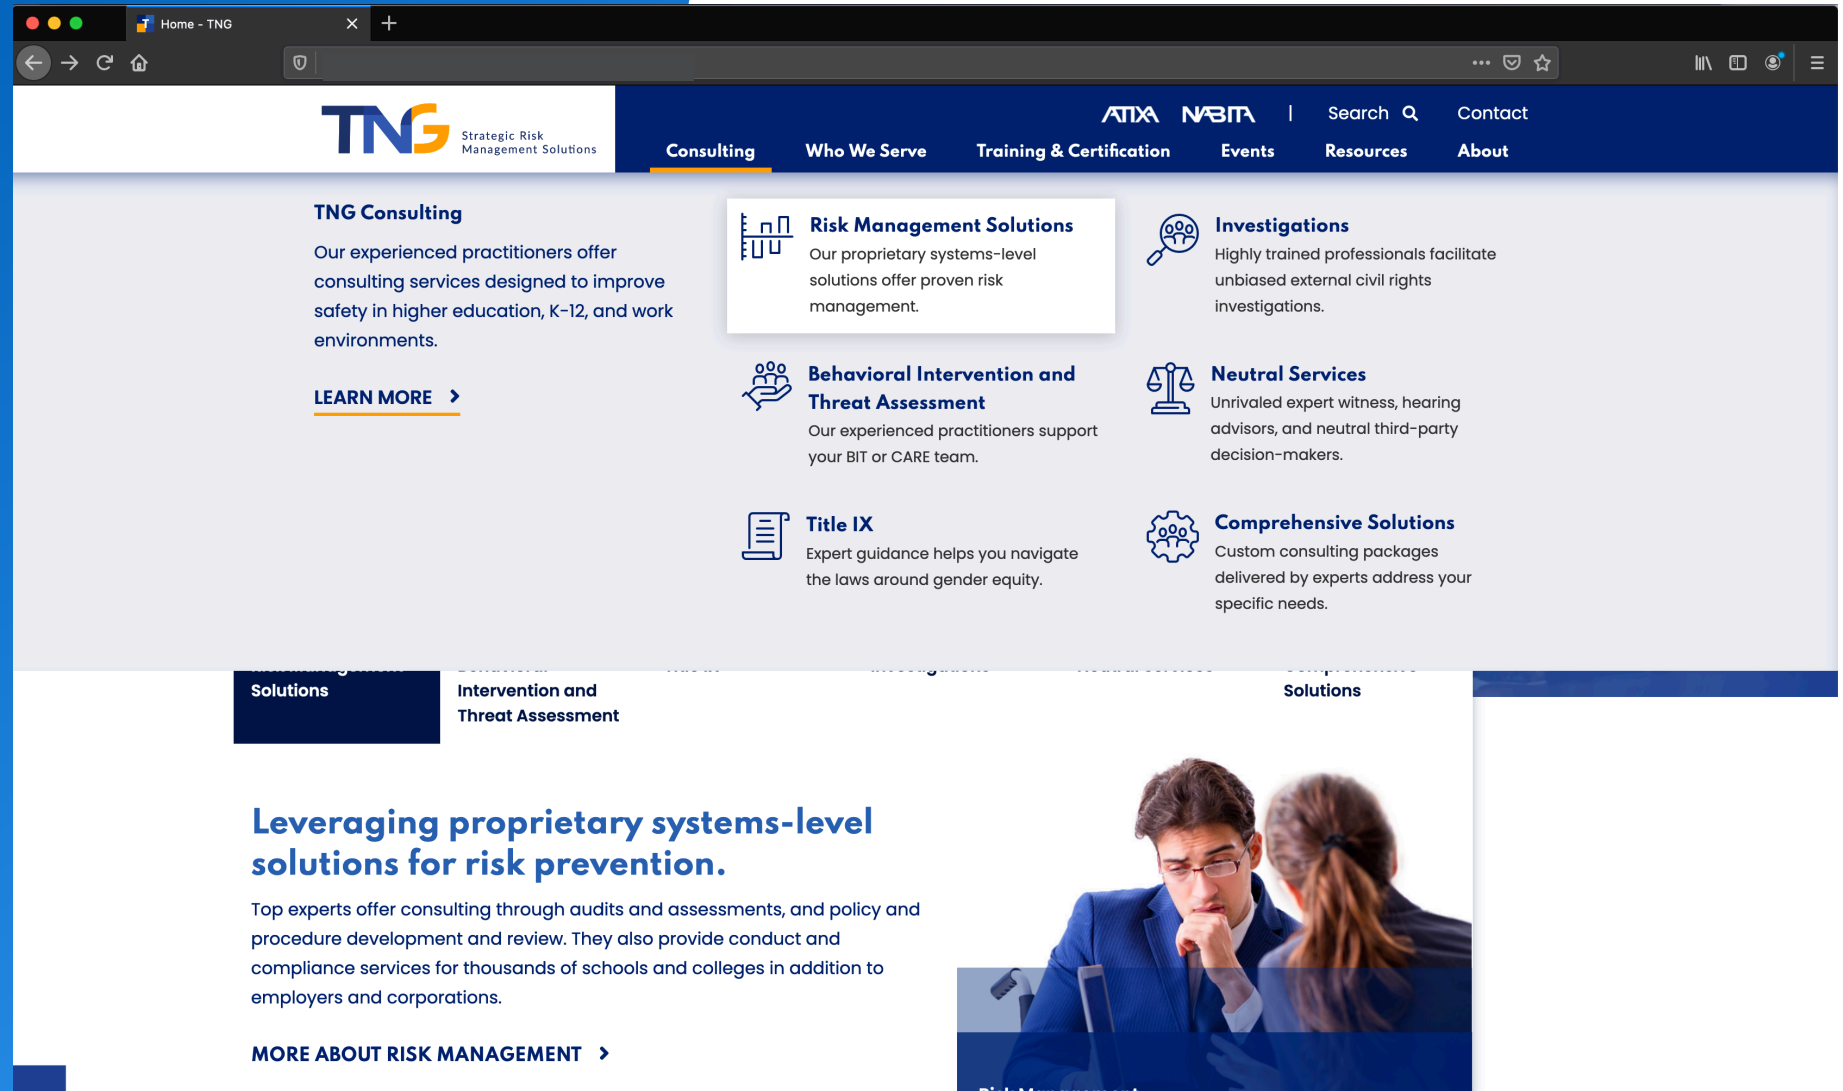 Home - TNG
TNG
Strategic Risk
Management Solutions
ATIXA NABITA | Search Contact
Consulting Who We Serve Training & Certification Events Resources About
TNG Consulting
Our experienced practitioners offer
consulting services designed to improve
safety in higher education, K-12, and work
environments.
LEARN MORE
Risk Management Solutions
Our proprietary systems-level
solutions offer proven risk
management.
Investigations
Highly trained professionals facilitate
unbiased external civil rights
investigations.
Behavioral Intervention and
Threat Assessment
Our experienced practitioners support
your BIT or CARE team.
Neutral Services
Unrivaled expert witness, hearing
advisors, and neutral third-party
decision-makers.
Title IX
Expert guidance helps you navigate
the laws around gender equity.
Comprehensive Solutions
Custom consulting packages
delivered by experts address your
specific needs.
Solutions
Intervention and
Threat Assessment
Solutions
Leveraging proprietary systems-level
solutions for risk prevention.
Top experts offer consulting through audits and assessments, and policy and
procedure development and review. They also provide conduct and
compliance services for thousands of schools and colleges in addition to
employers and corporations.
MORE ABOUT RISK MANAGEMENT